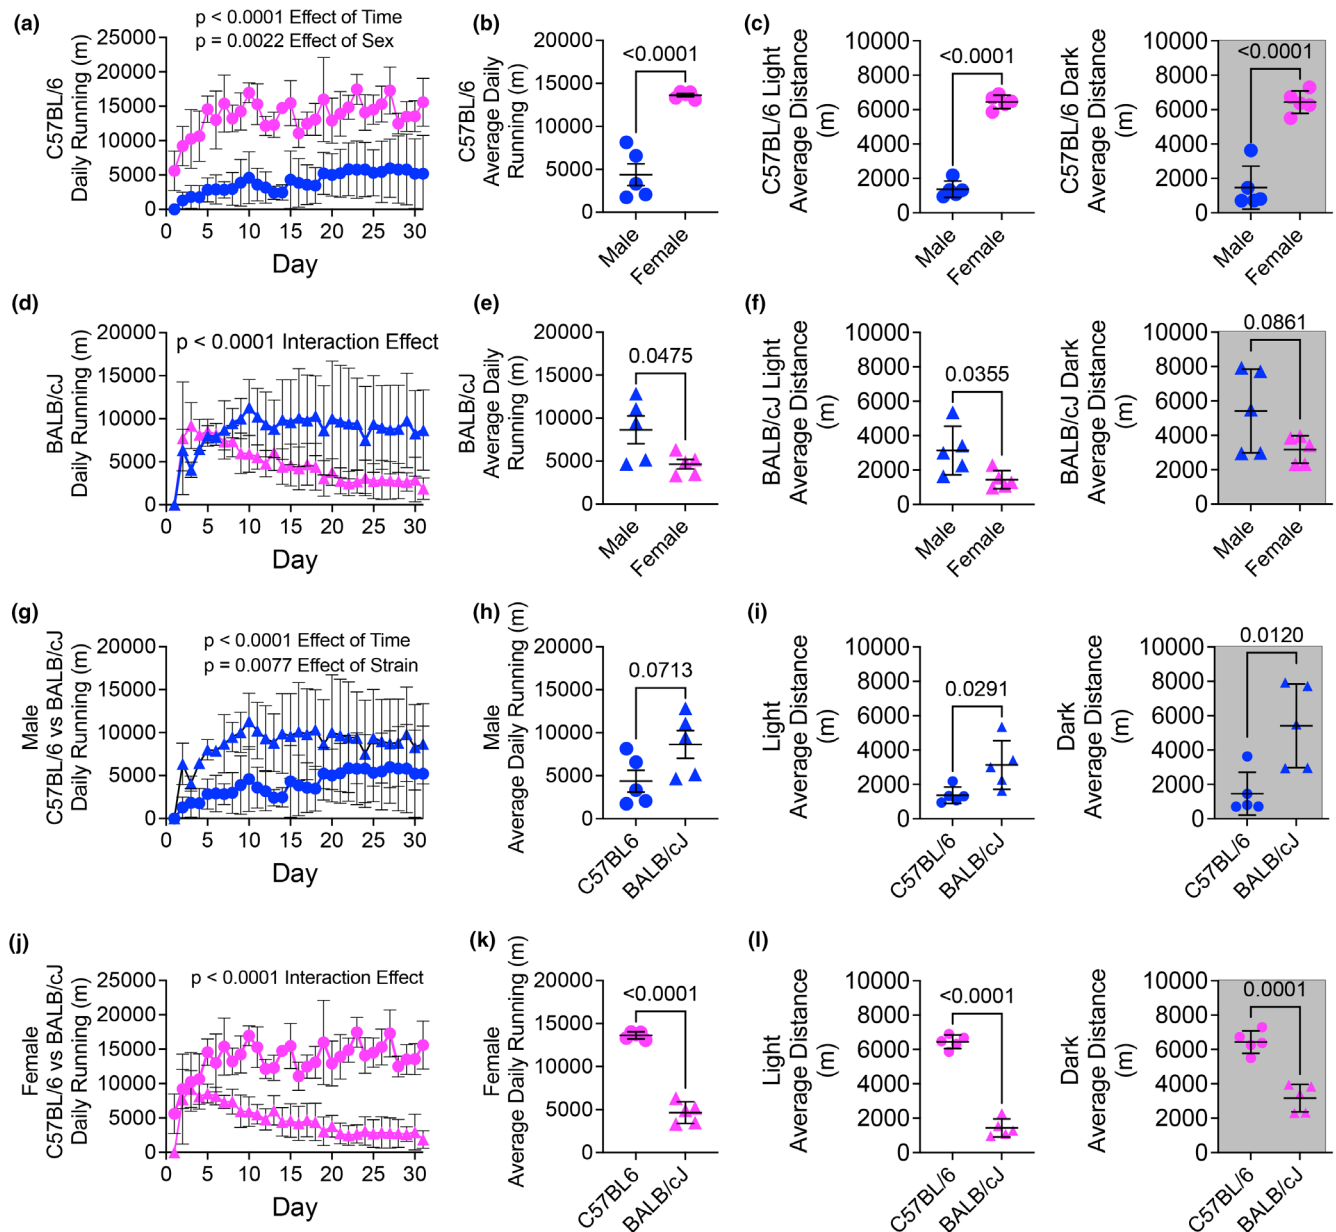 (a)
p < 0.0001 Effect of Time
p = 0.0022 Effect of Sex
C57BL/6
Daily Running (m)
25000
20000
15000
10000
5000
0
0 5 10 15 20 25 30
Day
(b)
C57BL/6
Average Daily
Running (m)
20000
15000
10000
5000
0
<0.0001
Male
Female
(c)
C57BL/6 Light
Average Distance
(m)
10000
8000
6000
4000
2000
0
<0.0001
Male
Female
C57BL/6 Dark
Average Distance
(m)
10000
8000
6000
4000
2000
0
<0.0001
Male
Female
(d)
p < 0.0001 Interaction Effect
BALB/cJ
Daily Running (m)
20000
15000
10000
5000
0
0 5 10 15 20 25 30
Day
(e)
BALB/cJ
Average Daily
Running (m)
20000
15000
10000
5000
0
0.0475
Male
Female
(f)
BALB/cJ Light
Average Distance
(m)
10000
8000
6000
4000
2000
0
0.0355
Male
Female
BALB/cJ Dark
Average Distance
(m)
10000
8000
6000
4000
2000
0
0.0861
Male
Female
(g)
p < 0.0001 Effect of Time
p = 0.0077 Effect of Strain
Male
C57BL/6 vs BALB/cJ
Daily Running (m)
20000
15000
10000
5000
0
0 5 10 15 20 25 30
Day
(h)
Male
Average Daily Running (m)
20000
15000
10000
5000
0
0.0713
C57BL6
BALB/cJ
(i)
Light
Average Distance
(m)
10000
8000
6000
4000
2000
0
0.0291
C57BL/6
BALB/cJ
Dark
Average Distance
(m)
10000
8000
6000
4000
2000
0
0.0120
C57BL/6
BALB/cJ
(j)
p < 0.0001 Interaction Effect
Female
C57BL/6 vs BALB/cJ
Daily Running (m)
25000
20000
15000
10000
5000
0
0 5 10 15 20 25 30
Day
(k)
Female
Average Daily Running (m)
20000
15000
10000
5000
0
<0.0001
C57BL6
BALB/cJ
(l)
Light
Average Distance
(m)
10000
8000
6000
4000
2000
0
<0.0001
C57BL/6
BALB/cJ
Dark
Average Distance
(m)
10000
8000
6000
4000
2000
0
0.0001
C57BL/6
BALB/cJ